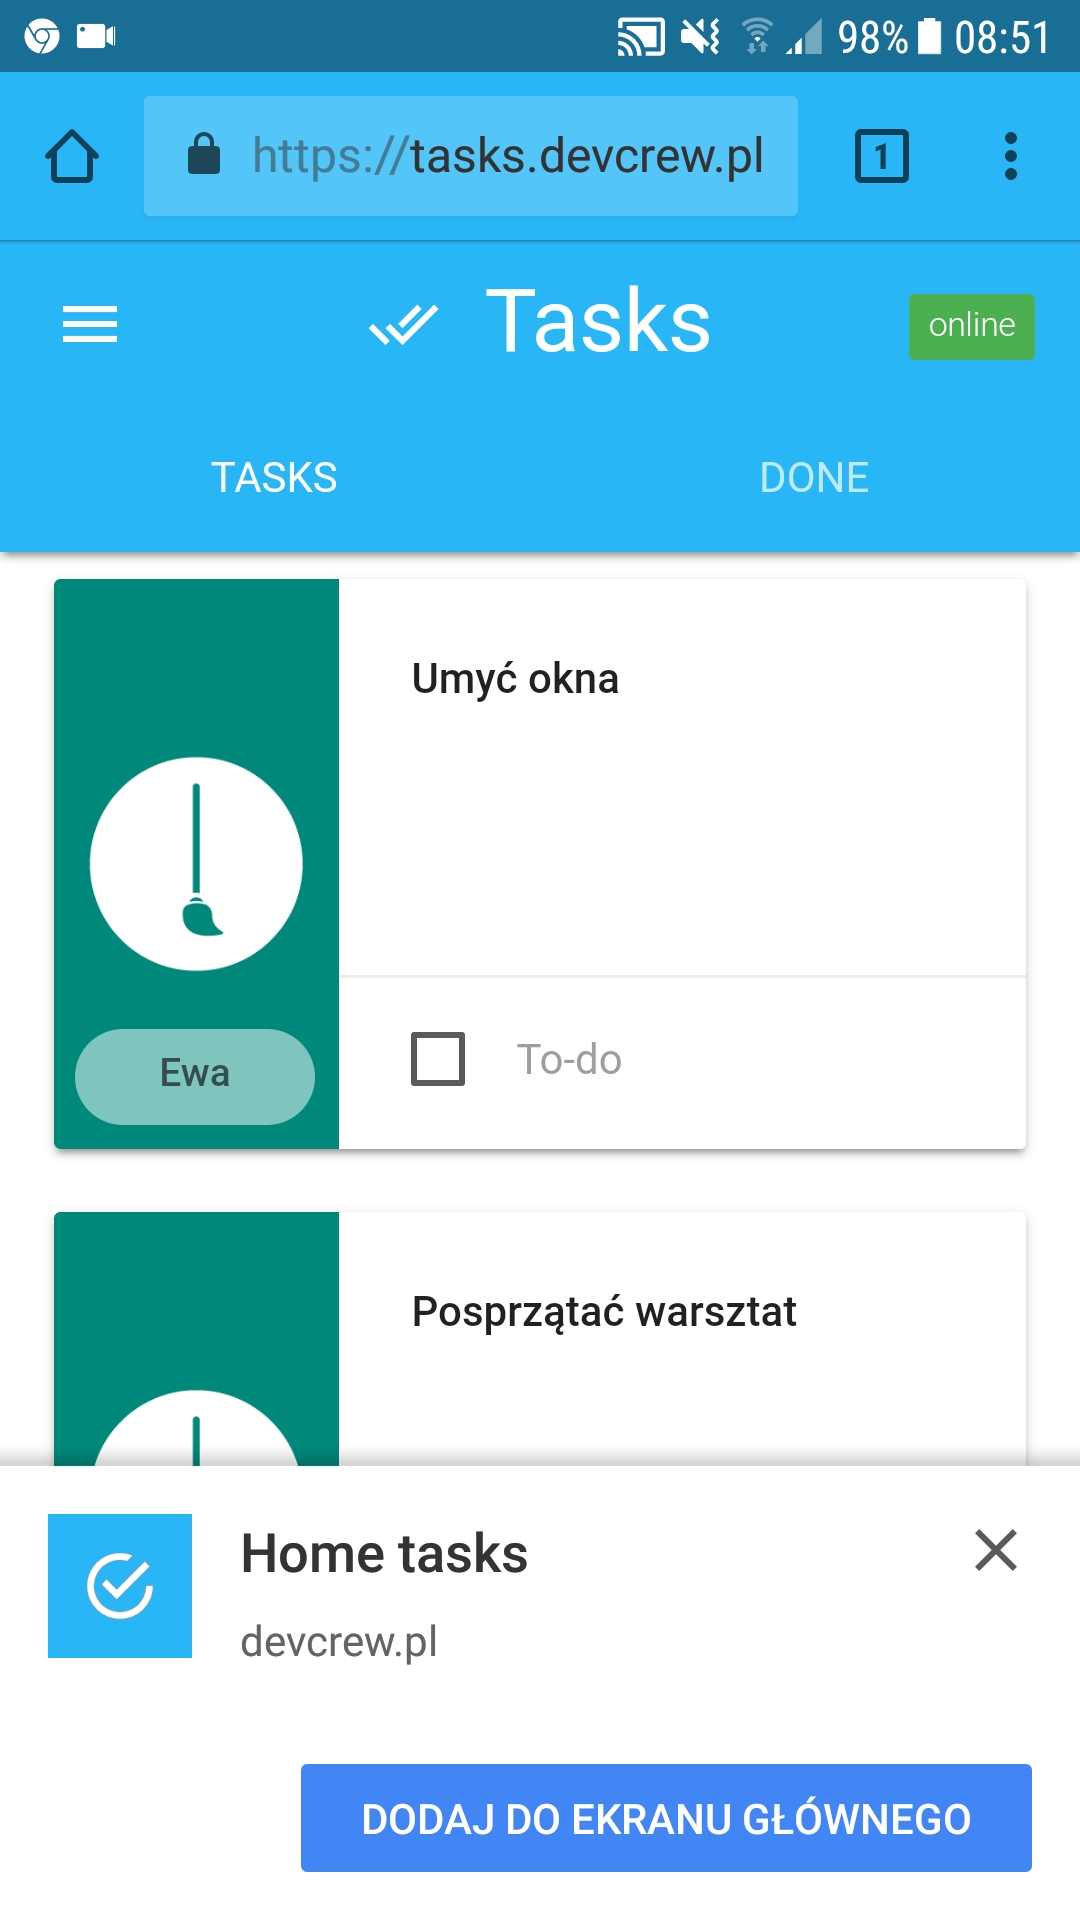 98% 08:51
https://tasks.devcrew.pl
1
Tasks
online
TASKS
DONE
Umyć okna
Ewa
To-do
Posprzątać warsztat
Home tasks
devcrew.pl
DODAJ DO EKRANU GŁÓWNEGO